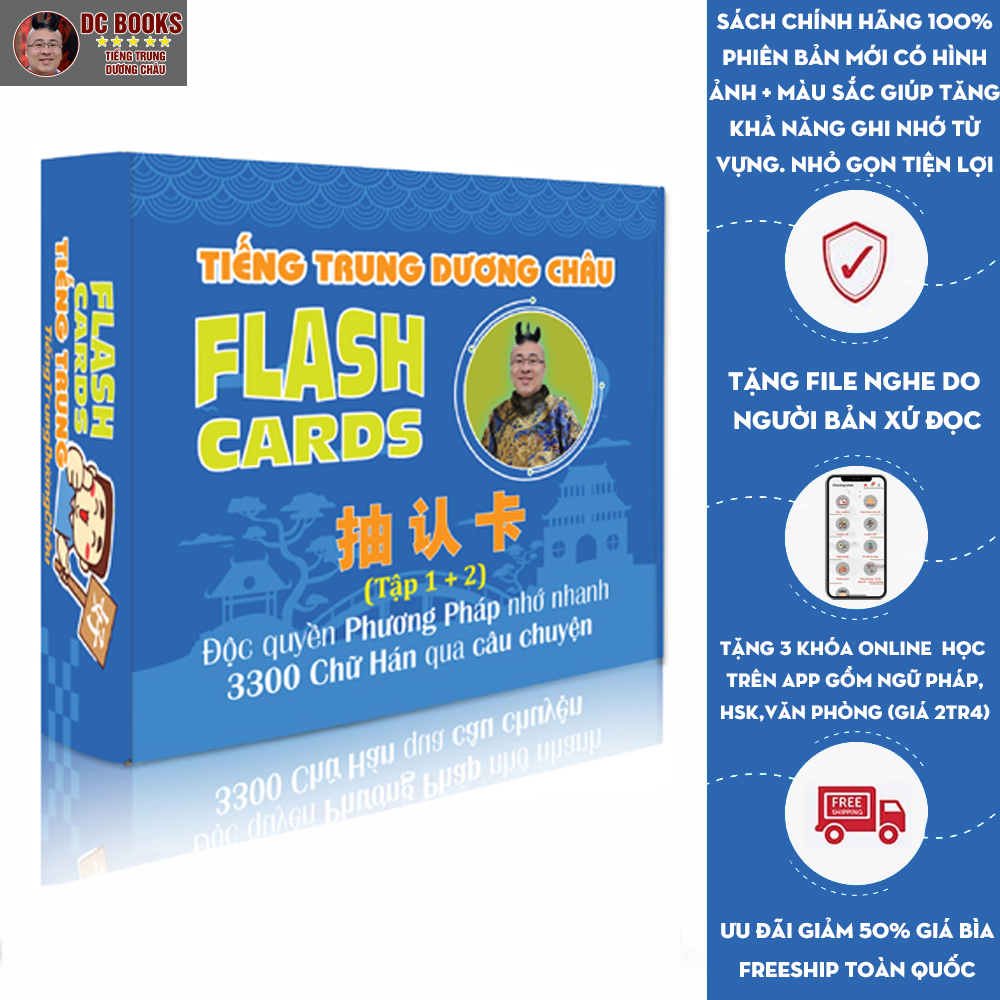 DC BOOKS
TIẾNG TRUNG
DƯƠNG CHÂU
FLASH
CARDS
TIẾNG TRUNG
TiếngTrungDươngChâu
好
TIẾNG TRUNG DƯƠNG CHÂU
FLASH
CARDS
抽认卡
(Tập 1 + 2)
Độc quyền Phương Pháp nhớ nhanh
3300 Chữ Hán qua câu chuyện
SÁCH CHÍNH HÃNG 100%
PHIÊN BẢN MỚI CÓ HÌNH
ẢNH + MÀU SẮC GIÚP TĂNG
KHẢ NĂNG GHI NHỚ TỪ
VỰNG. NHỎ GỌN TIỆN LỢI
TẶNG FILE NGHE DO
NGƯỜI BẢN XỨ ĐỌC
TẶNG 3 KHÓA ONLINE HỌC
TRÊN APP GỒM NGỮ PHÁP,
HSK,VĂN PHÒNG (GIÁ 2TR4)
FREE
SHIPPING
ƯU ĐÃI GIẢM 50% GIÁ BÌA
FREESHIP TOÀN QUỐC